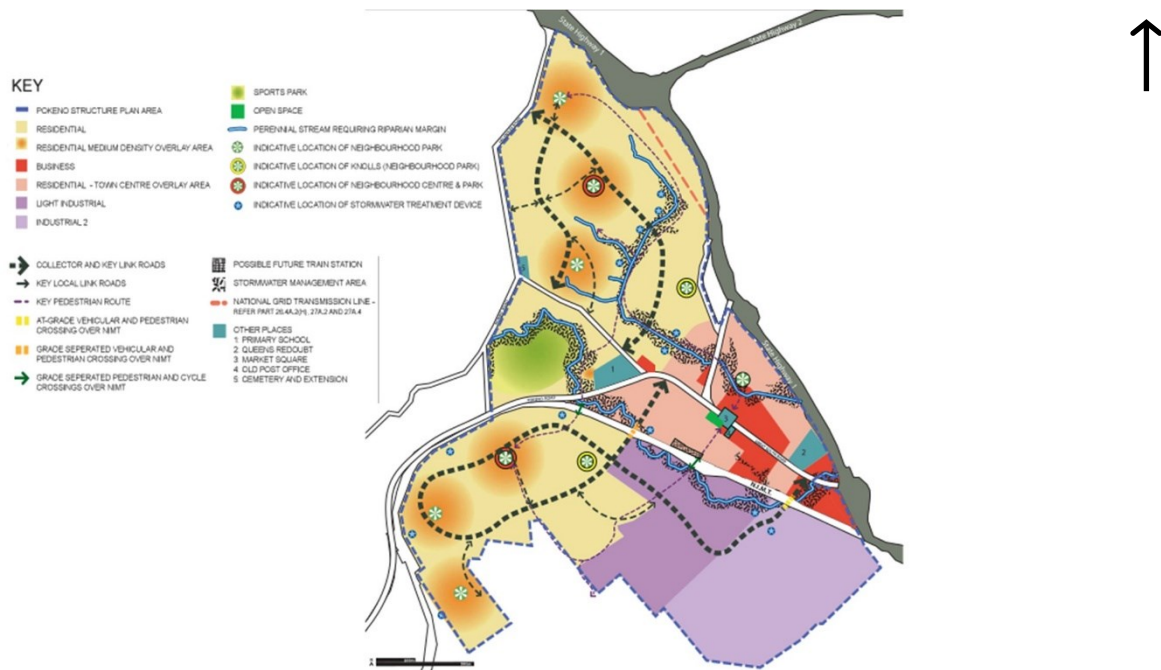 KEY
POKENO STRUCTURE PLAN AREA
RESIDENTIAL
RESIDENTIAL MEDIUM DENSITY OVERLAY AREA
BUSINESS
RESIDENTIAL - TOWN CENTRE OVERLAY AREA
LIGHT INDUSTRIAL
INDUSTRIAL 2
SPORTS PARK
OPEN SPACE
PERENNIAL STREAM REQUIRING RIPARIAN MARGIN
INDICATIVE LOCATION OF NEIGHBOURHOOD PARK
INDICATIVE LOCATION OF KNOLLS (NEIGHBOURHOOD PARK)
INDICATIVE LOCATION OF NEIGHBOURHOOD CENTRE & PARK
INDICATIVE LOCATION OF STORMWATER TREATMENT DEVICE
COLLECTOR AND KEY LINK ROADS
KEY LOCAL LINK ROADS
KEY PEDESTRIAN ROUTE
AT-GRADE VEHICULAR AND PEDESTRIAN
CROSSING OVER NIMT
GRADE SEPERATED VEHICULAR AND
PEDESTRIAN CROSSING OVER NIMT
GRADE SEPERATED PEDESTRIAN AND CYCLE
CROSSINGS OVER NIMT
POSSIBLE FUTURE TRAIN STATION
STORMWATER MANAGEMENT AREA
NATIONAL GRID TRANSMISSION LINE -
REFER PART 26.4A.2(H), 27A.2 AND 27A.4
OTHER PLACES
1 PRIMARY SCHOOL
2 QUEENS REDOUBT
3 MARKET SQUARE
4 OLD POST OFFICE
5 CEMETERY AND EXTENSION
State Highway 1
State Highway 2
State Highway 1
1
2
N.I.M.T.